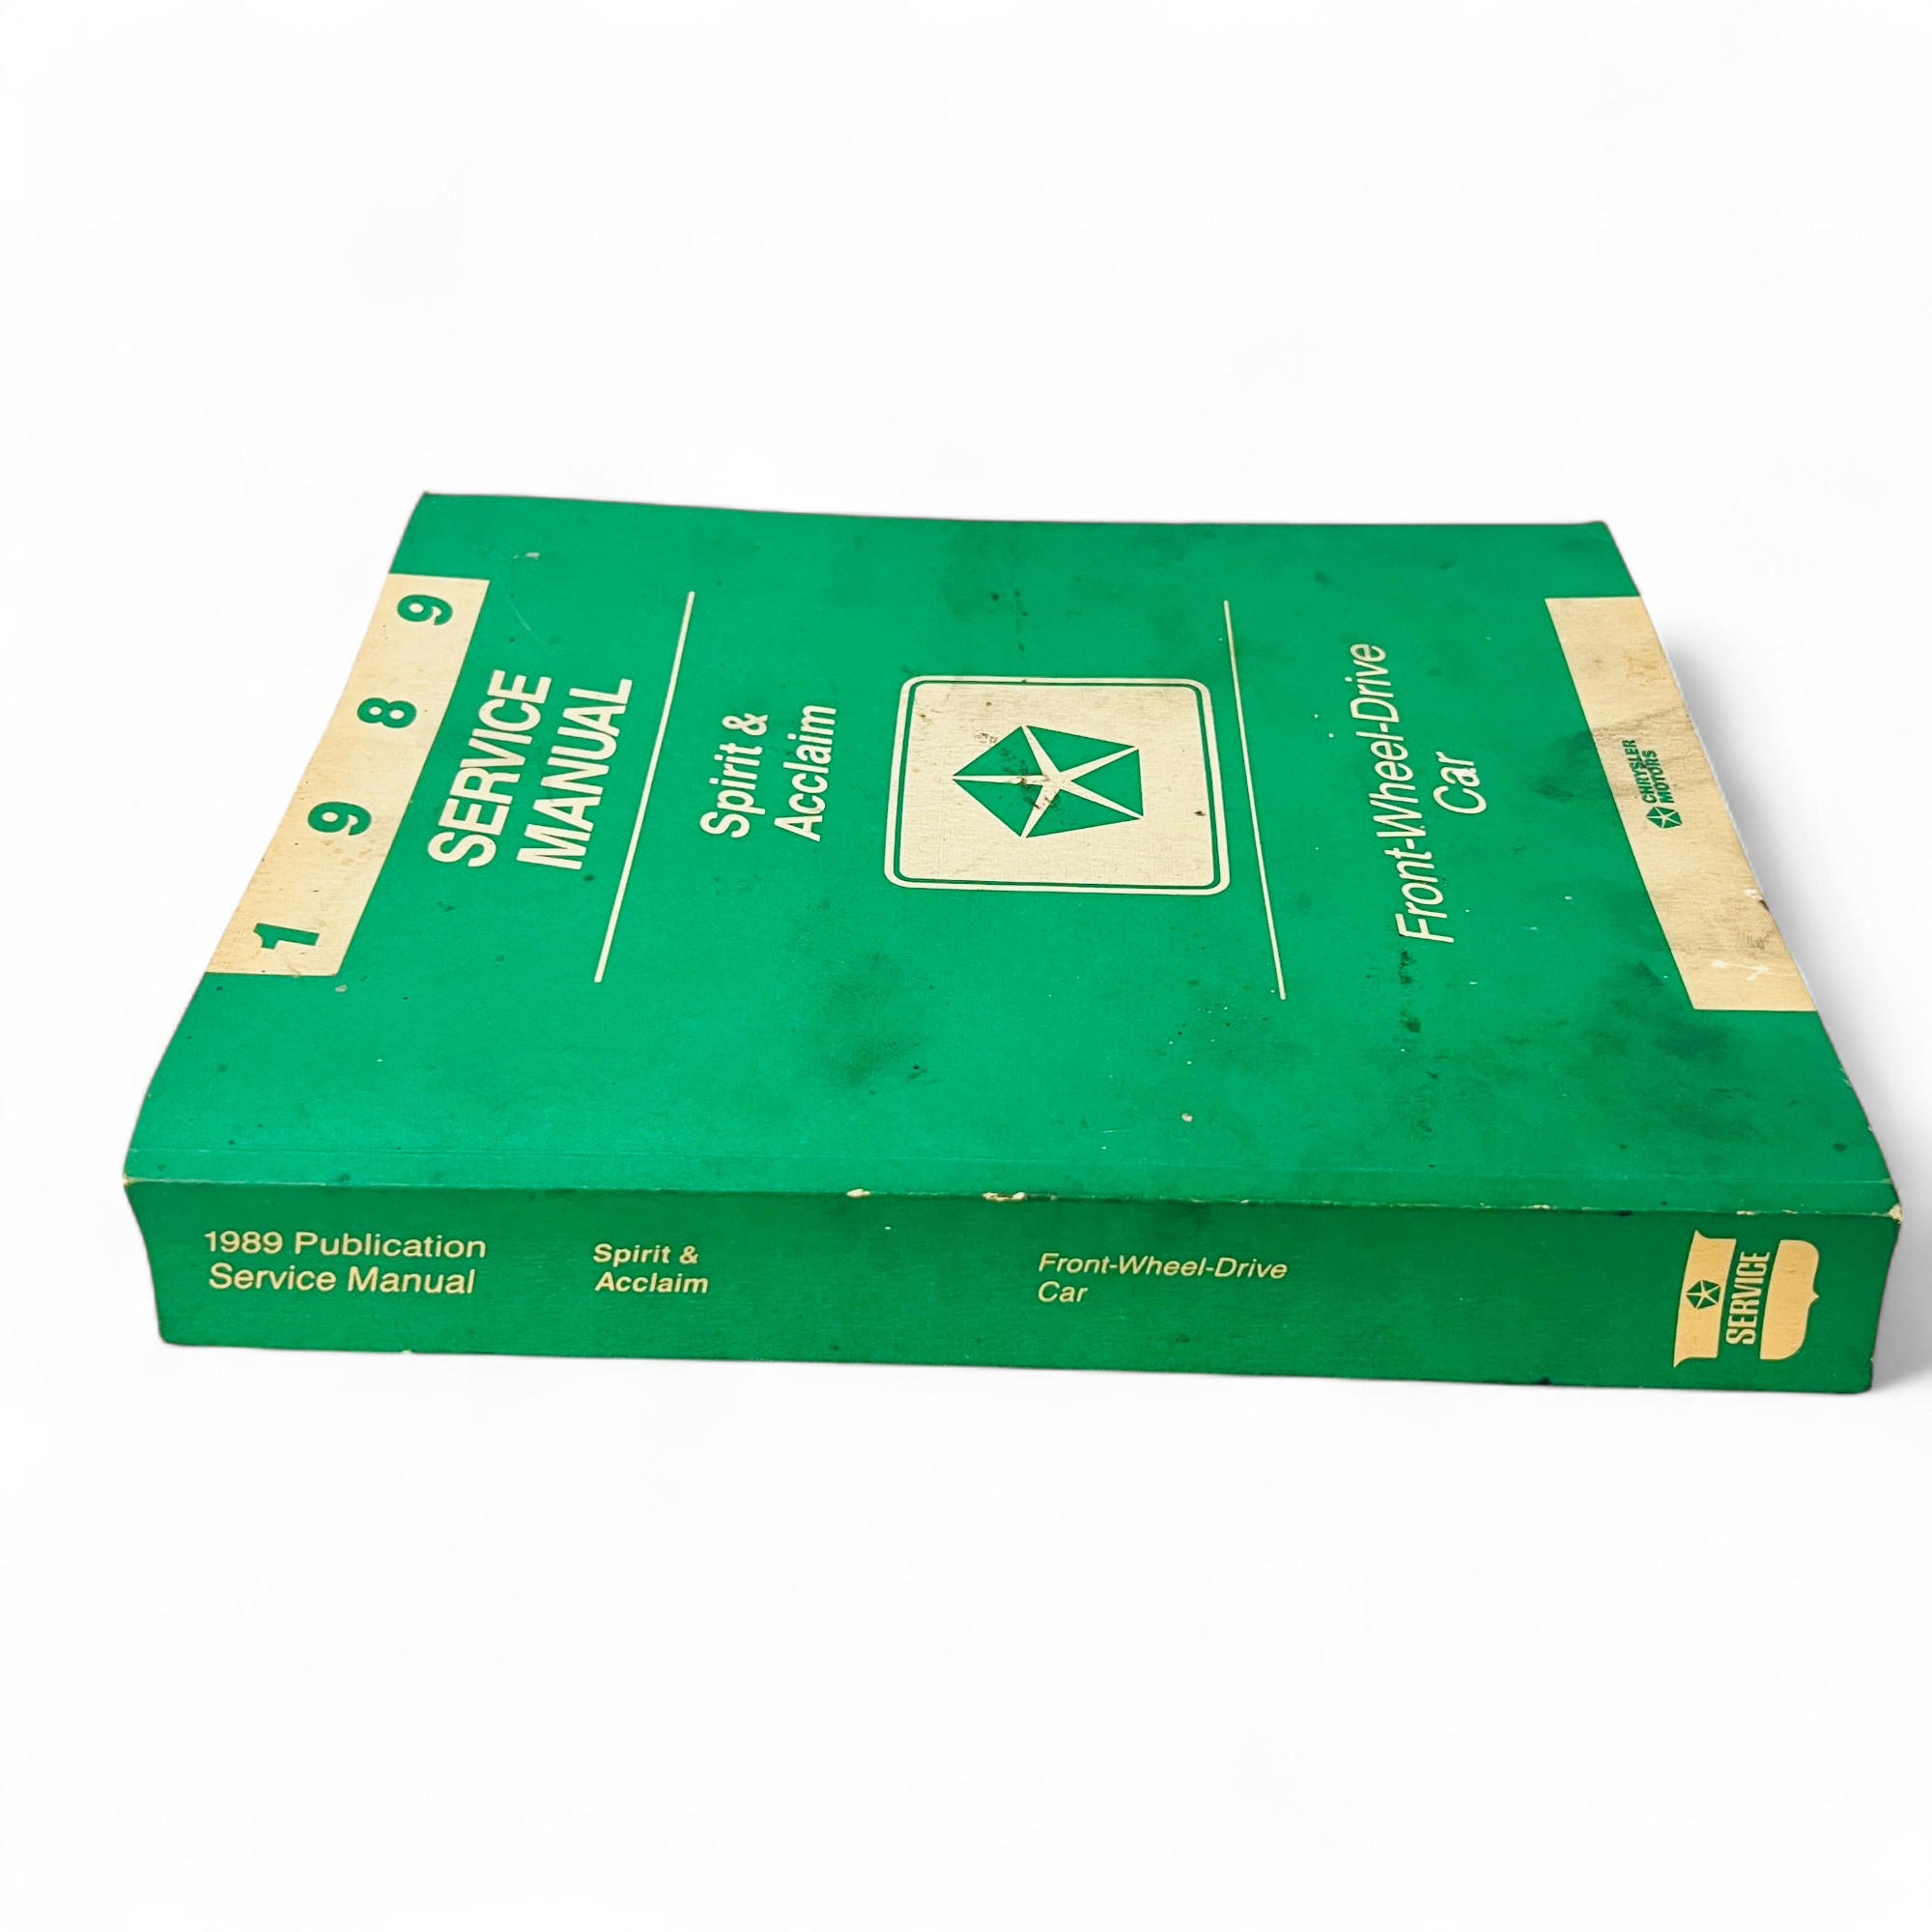 1 9 8 9
SERVICE
MANUAL
Spirit &
Acclaim
Front-Wheel-Drive
Car
CHRYSLER
MOTORS
1989 Publication
Service Manual
Spirit &
Acclaim
Front-Wheel-Drive
Car
SERVICE